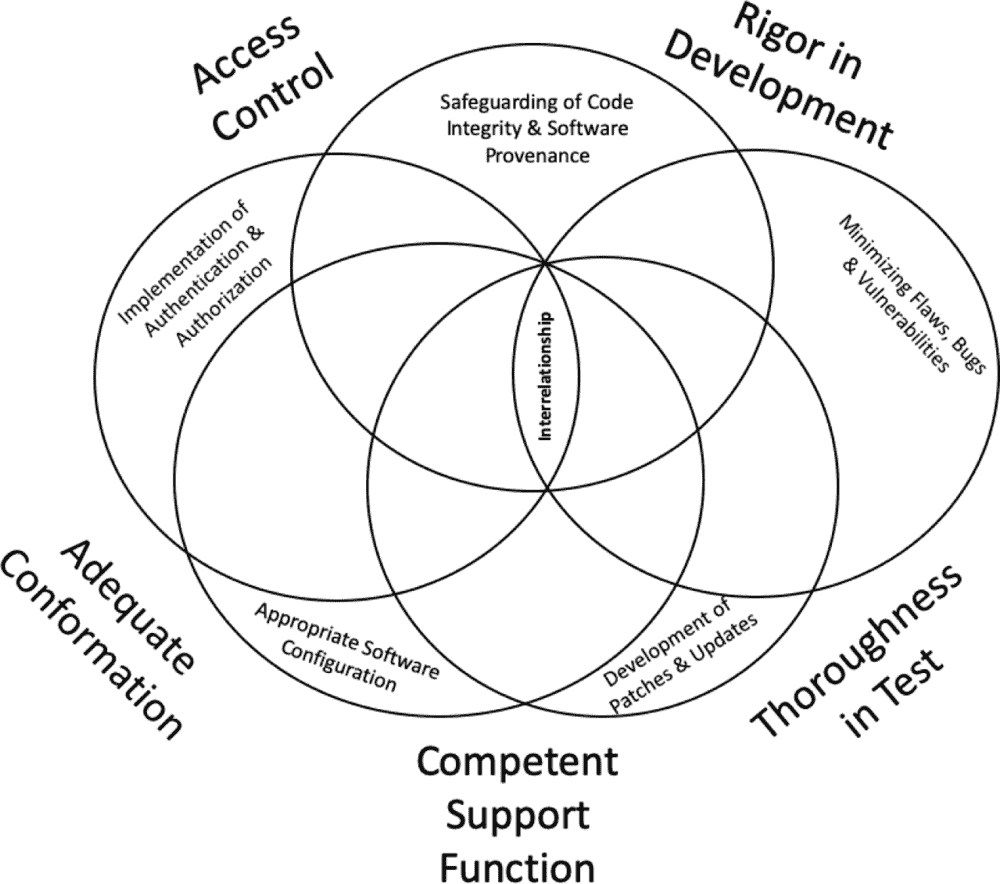 Access
Control
Rigor in
Development
Safeguarding of Code
Integrity & Software
Provenance
Implementation of
Authentication &
Authorization
Minimizing Flaws, Bugs
& Vulnerabilities
Interrelationship
Adequate
Conformation
Appropriate Software
Configuration
Development of
Patches & Updates
Thoroughness
in Test
Competent
Support
Function